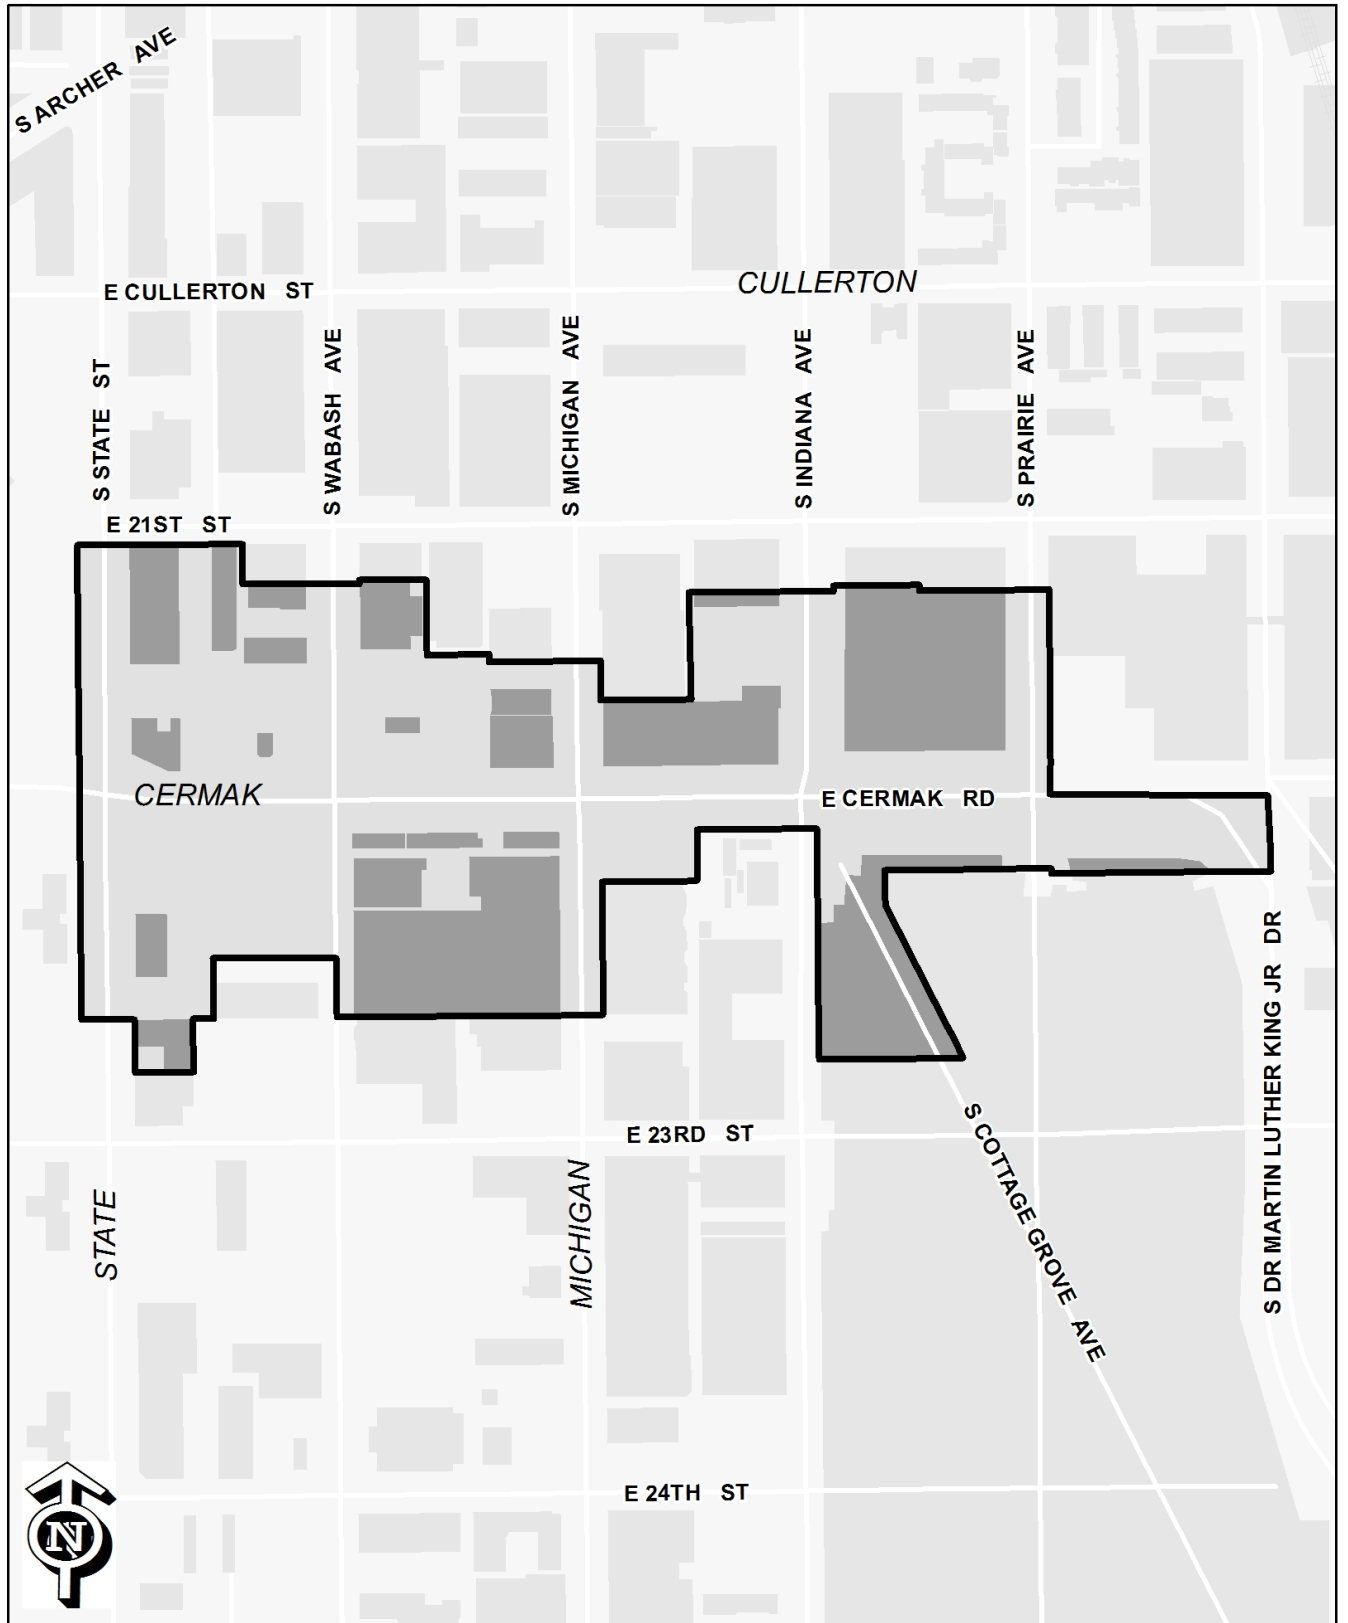 S ARCHER AVE
E CULLERTON ST
CULLERTON
S STATE ST
S WABASH AVE
S MICHIGAN AVE
S INDIANA AVE
S PRAIRIE AVE
E 21ST ST
CERMAK
E CERMAK RD
S DR MARTIN LUTHER KING JR DR
E 23RD ST
S COTTAGE GROVE AVE
STATE
MICHIGAN
E 24TH ST
N